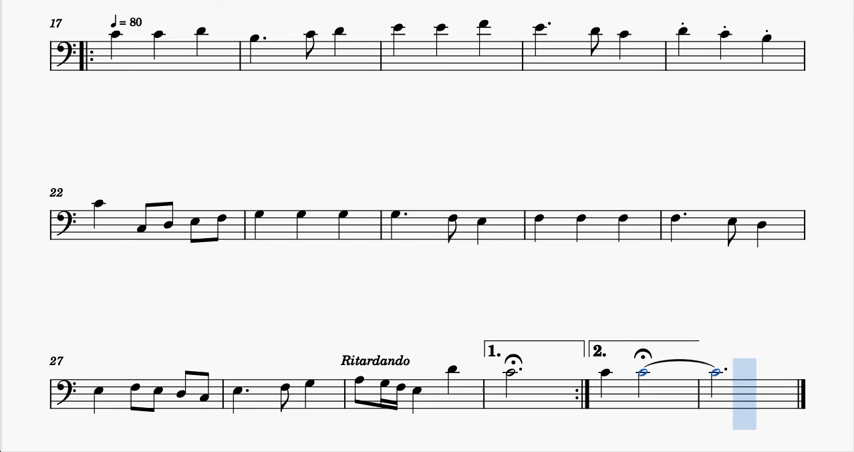 17
♩ = 80
22
27
Ritardando
1.
2.